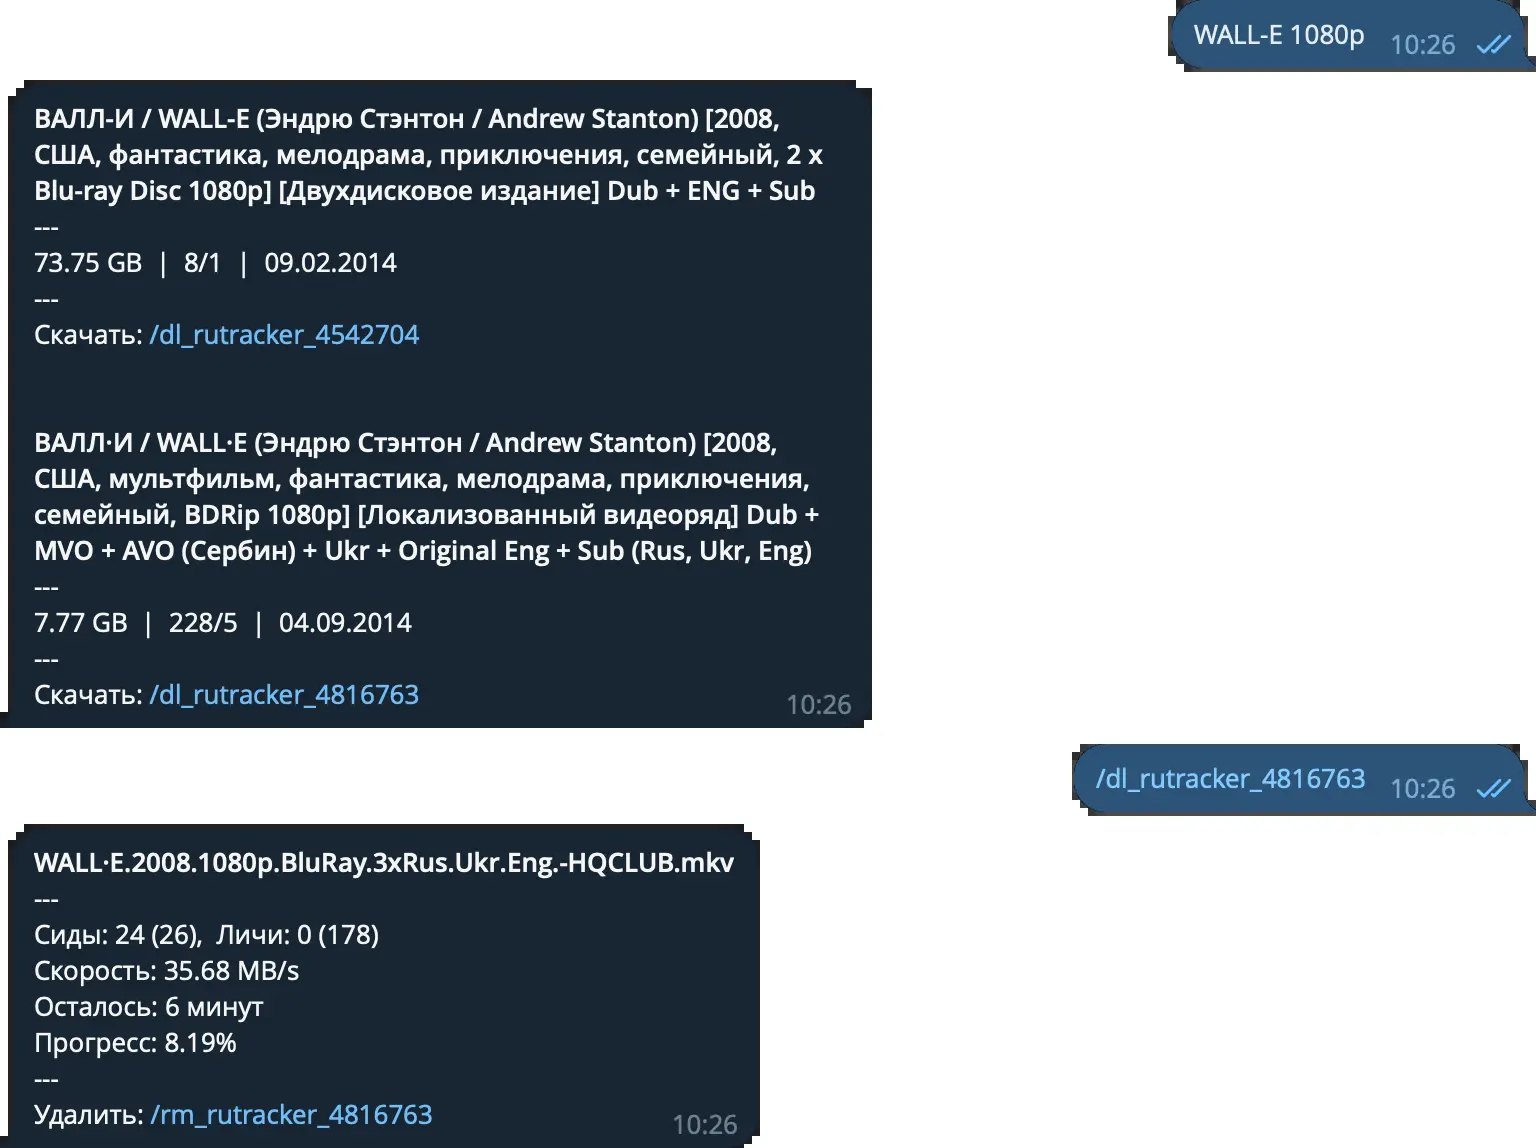 WALL-E 1080p 10:26
ВАЛЛ-И / WALL-E (Эндрю Стэнтон / Andrew Stanton) [2008,
США, фантастика, мелодрама, приключения, семейный, 2 x
Blu-ray Disc 1080p] [Двухдисковое издание] Dub + ENG + Sub
---
73.75 GB | 8/1 | 09.02.2014
---
Скачать: /dl_rutracker_4542704
ВАЛЛ·И / WALL·E (Эндрю Стэнтон / Andrew Stanton) [2008,
США, мультфильм, фантастика, мелодрама, приключения,
семейный, BDRip 1080p] [Локализованный видеоряд] Dub +
MVO + AVO (Сербин) + Ukr + Original Eng + Sub (Rus, Ukr, Eng)
---
7.77 GB | 228/5 | 04.09.2014
---
Скачать: /dl_rutracker_4816763 10:26
/dl_rutracker_4816763 10:26
WALL·E.2008.1080p.BluRay.3xRus.Ukr.Eng.-HQCLUB.mkv
---
Сиды: 24 (26), Личи: 0 (178)
Скорость: 35.68 MB/s
Осталось: 6 минут
Прогресс: 8.19%
---
Удалить: /rm_rutracker_4816763 10:26